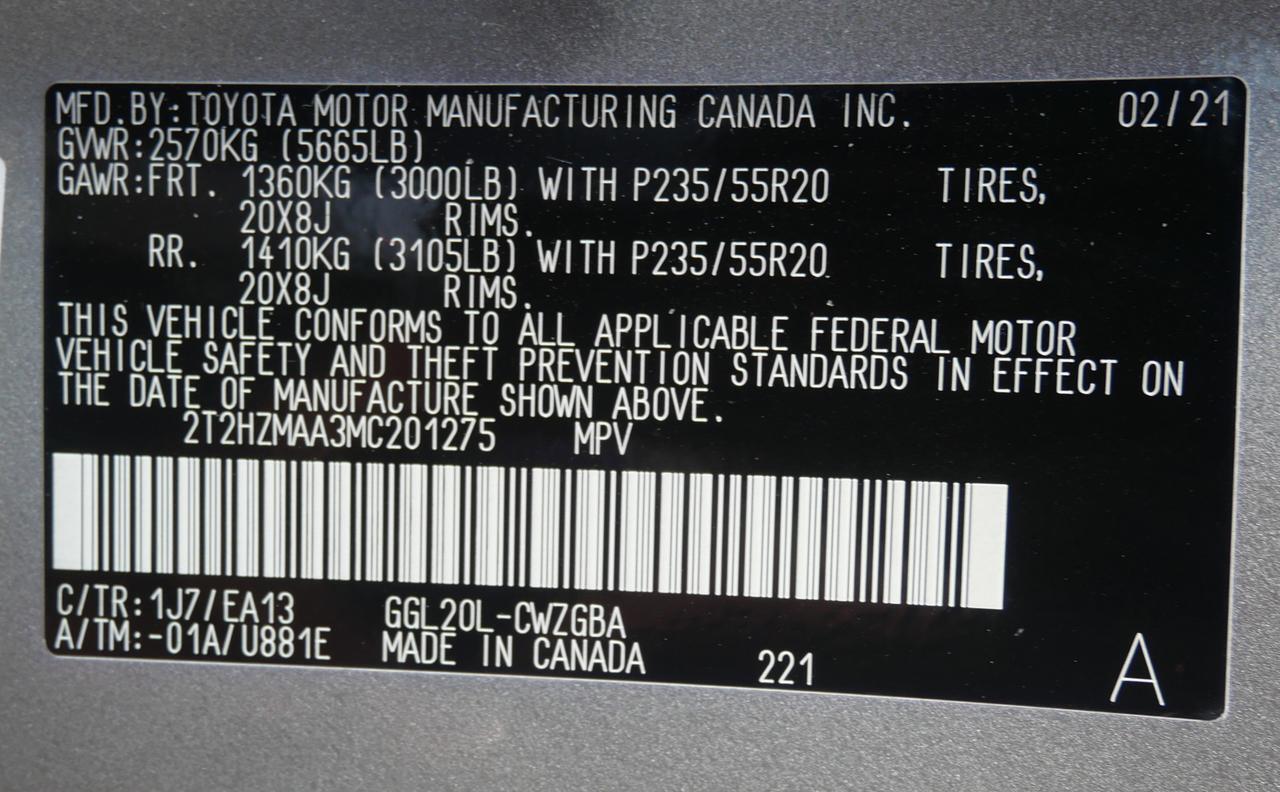 MFD.BY:TOYOTA MOTOR MANUFACTURING CANADA INC. 02/21
GVWR:2570KG (5665LB)
GAWR:FRT. 1360KG (3000LB) WITH P235/55R20 TIRES,
20X8J RIMS.
RR. 1410KG (3105LB) WITH P235/55R20 TIRES,
20X8J RIMS.
THIS VEHICLE CONFORMS TO ALL APPLICABLE FEDERAL MOTOR
VEHICLE SAFETY AND THEFT PREVENTION STANDARDS IN EFFECT ON
THE DATE OF MANUFACTURE SHOWN ABOVE.
2T2HZMAA3MC201275 MPV
C/TR:1J7/EA13 GGL20L-CWZGBA
A/TM:-01A/U881E MADE IN CANADA 221 A